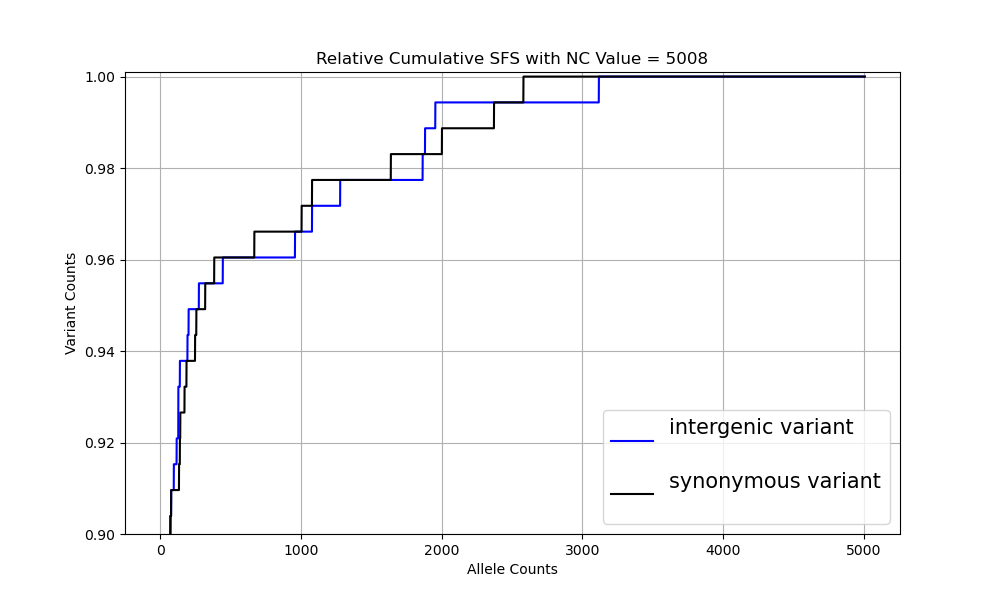 Relative Cumulative SFS with NC Value = 5008
1.00
0.98
0.96
0.94
0.92
0.90
Variant Counts
0 1000 2000 3000 4000 5000
Allele Counts
intergenic variant
synonymous variant